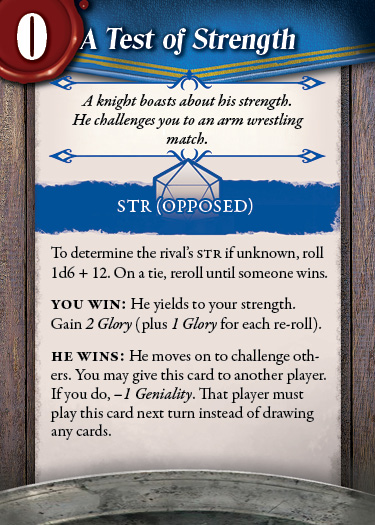 0
A Test of Strength
A knight boasts about his strength.
He challenges you to an arm wrestling
match.
STR (OPPOSED)
To determine the rival's STR if unknown, roll
1d6 + 12. On a tie, reroll until someone wins.
YOU WIN: He yields to your strength.
Gain 2 Glory (plus 1 Glory for each re-roll).
HE WINS: He moves on to challenge oth-
ers. You may give this card to another player.
If you do, –1 Geniality. That player must
play this card next turn instead of drawing
any cards.